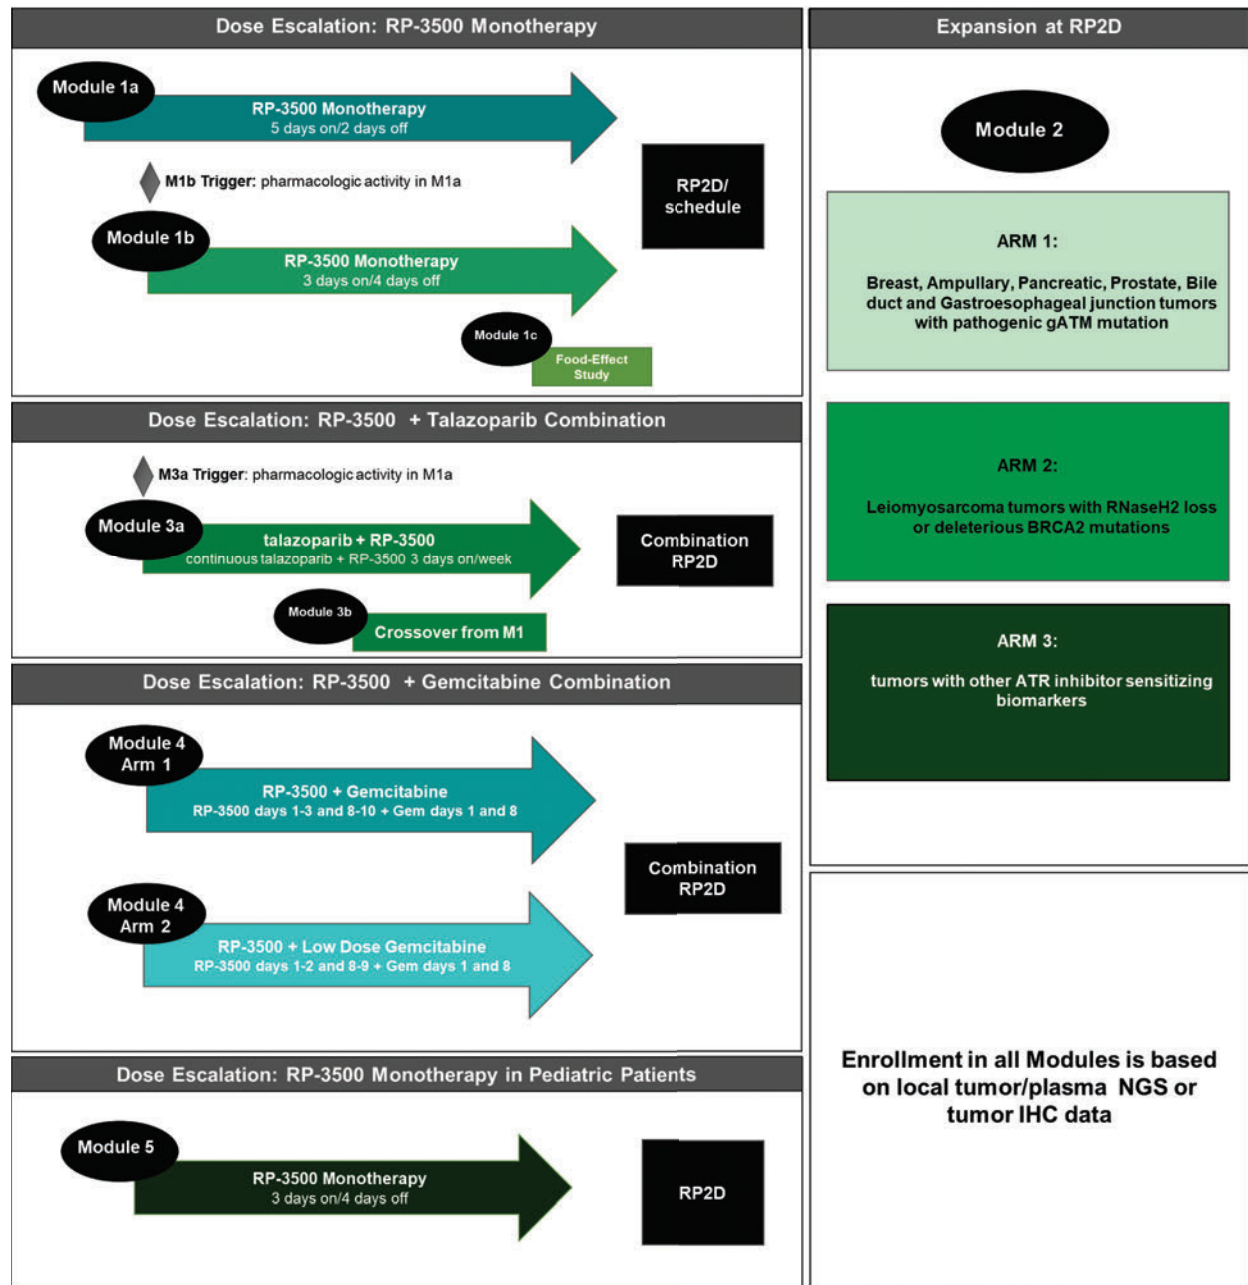 Dose Escalation: RP-3500 Monotherapy
Module 1a
RP-3500 Monotherapy
5 days on/2 days off
M1b Trigger: pharmacologic activity in M1a
Module 1b
RP-3500 Monotherapy
3 days on/4 days off
RP2D/
schedule
Module 1c
Food-Effect
Study
Dose Escalation: RP-3500 + Talazoparib Combination
M3a Trigger: pharmacologic activity in M1a
Module 3a
talazoparib + RP-3500
continuous talazoparib + RP-3500 3 days on/week
Combination
RP2D
Module 3b
Crossover from M1
Dose Escalation: RP-3500 + Gemcitabine Combination
Module 4
Arm 1
RP-3500 + Gemcitabine
RP-3500 days 1-3 and 8-10 + Gem days 1 and 8
Combination
RP2D
Module 4
Arm 2
RP-3500 + Low Dose Gemcitabine
RP-3500 days 1-2 and 8-9 + Gem days 1 and 8
Dose Escalation: RP-3500 Monotherapy in Pediatric Patients
Module 5
RP-3500 Monotherapy
3 days on/4 days off
RP2D
Expansion at RP2D
Module 2
ARM 1:
Breast, Ampullary, Pancreatic, Prostate, Bile
duct and Gastroesophageal junction tumors
with pathogenic gATM mutation
ARM 2:
Leiomyosarcoma tumors with RNaseH2 loss
or deleterious BRCA2 mutations
ARM 3:
tumors with other ATR inhibitor sensitizing
biomarkers
Enrollment in all Modules is based
on local tumor/plasma NGS or
tumor IHC data